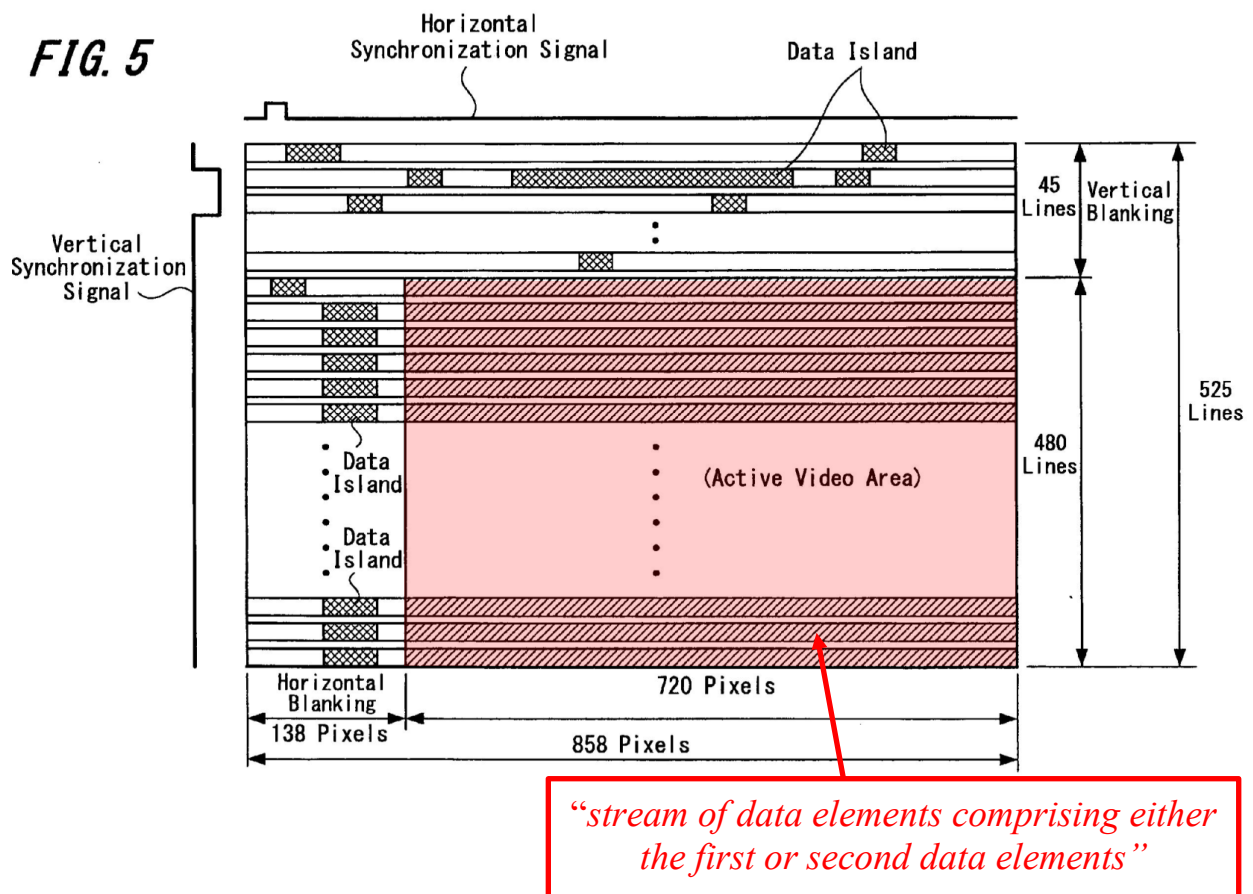 FIG. 5
Horizontal
Synchronization Signal
Data Island
45
Lines
Vertical
Blanking
Vertical
Synchronization
Signal
525
Lines
480
Lines
Data
Island
(Active Video Area)
Data
Island
Horizontal
Blanking
720 Pixels
138 Pixels
858 Pixels
“stream of data elements comprising either
the first or second data elements”